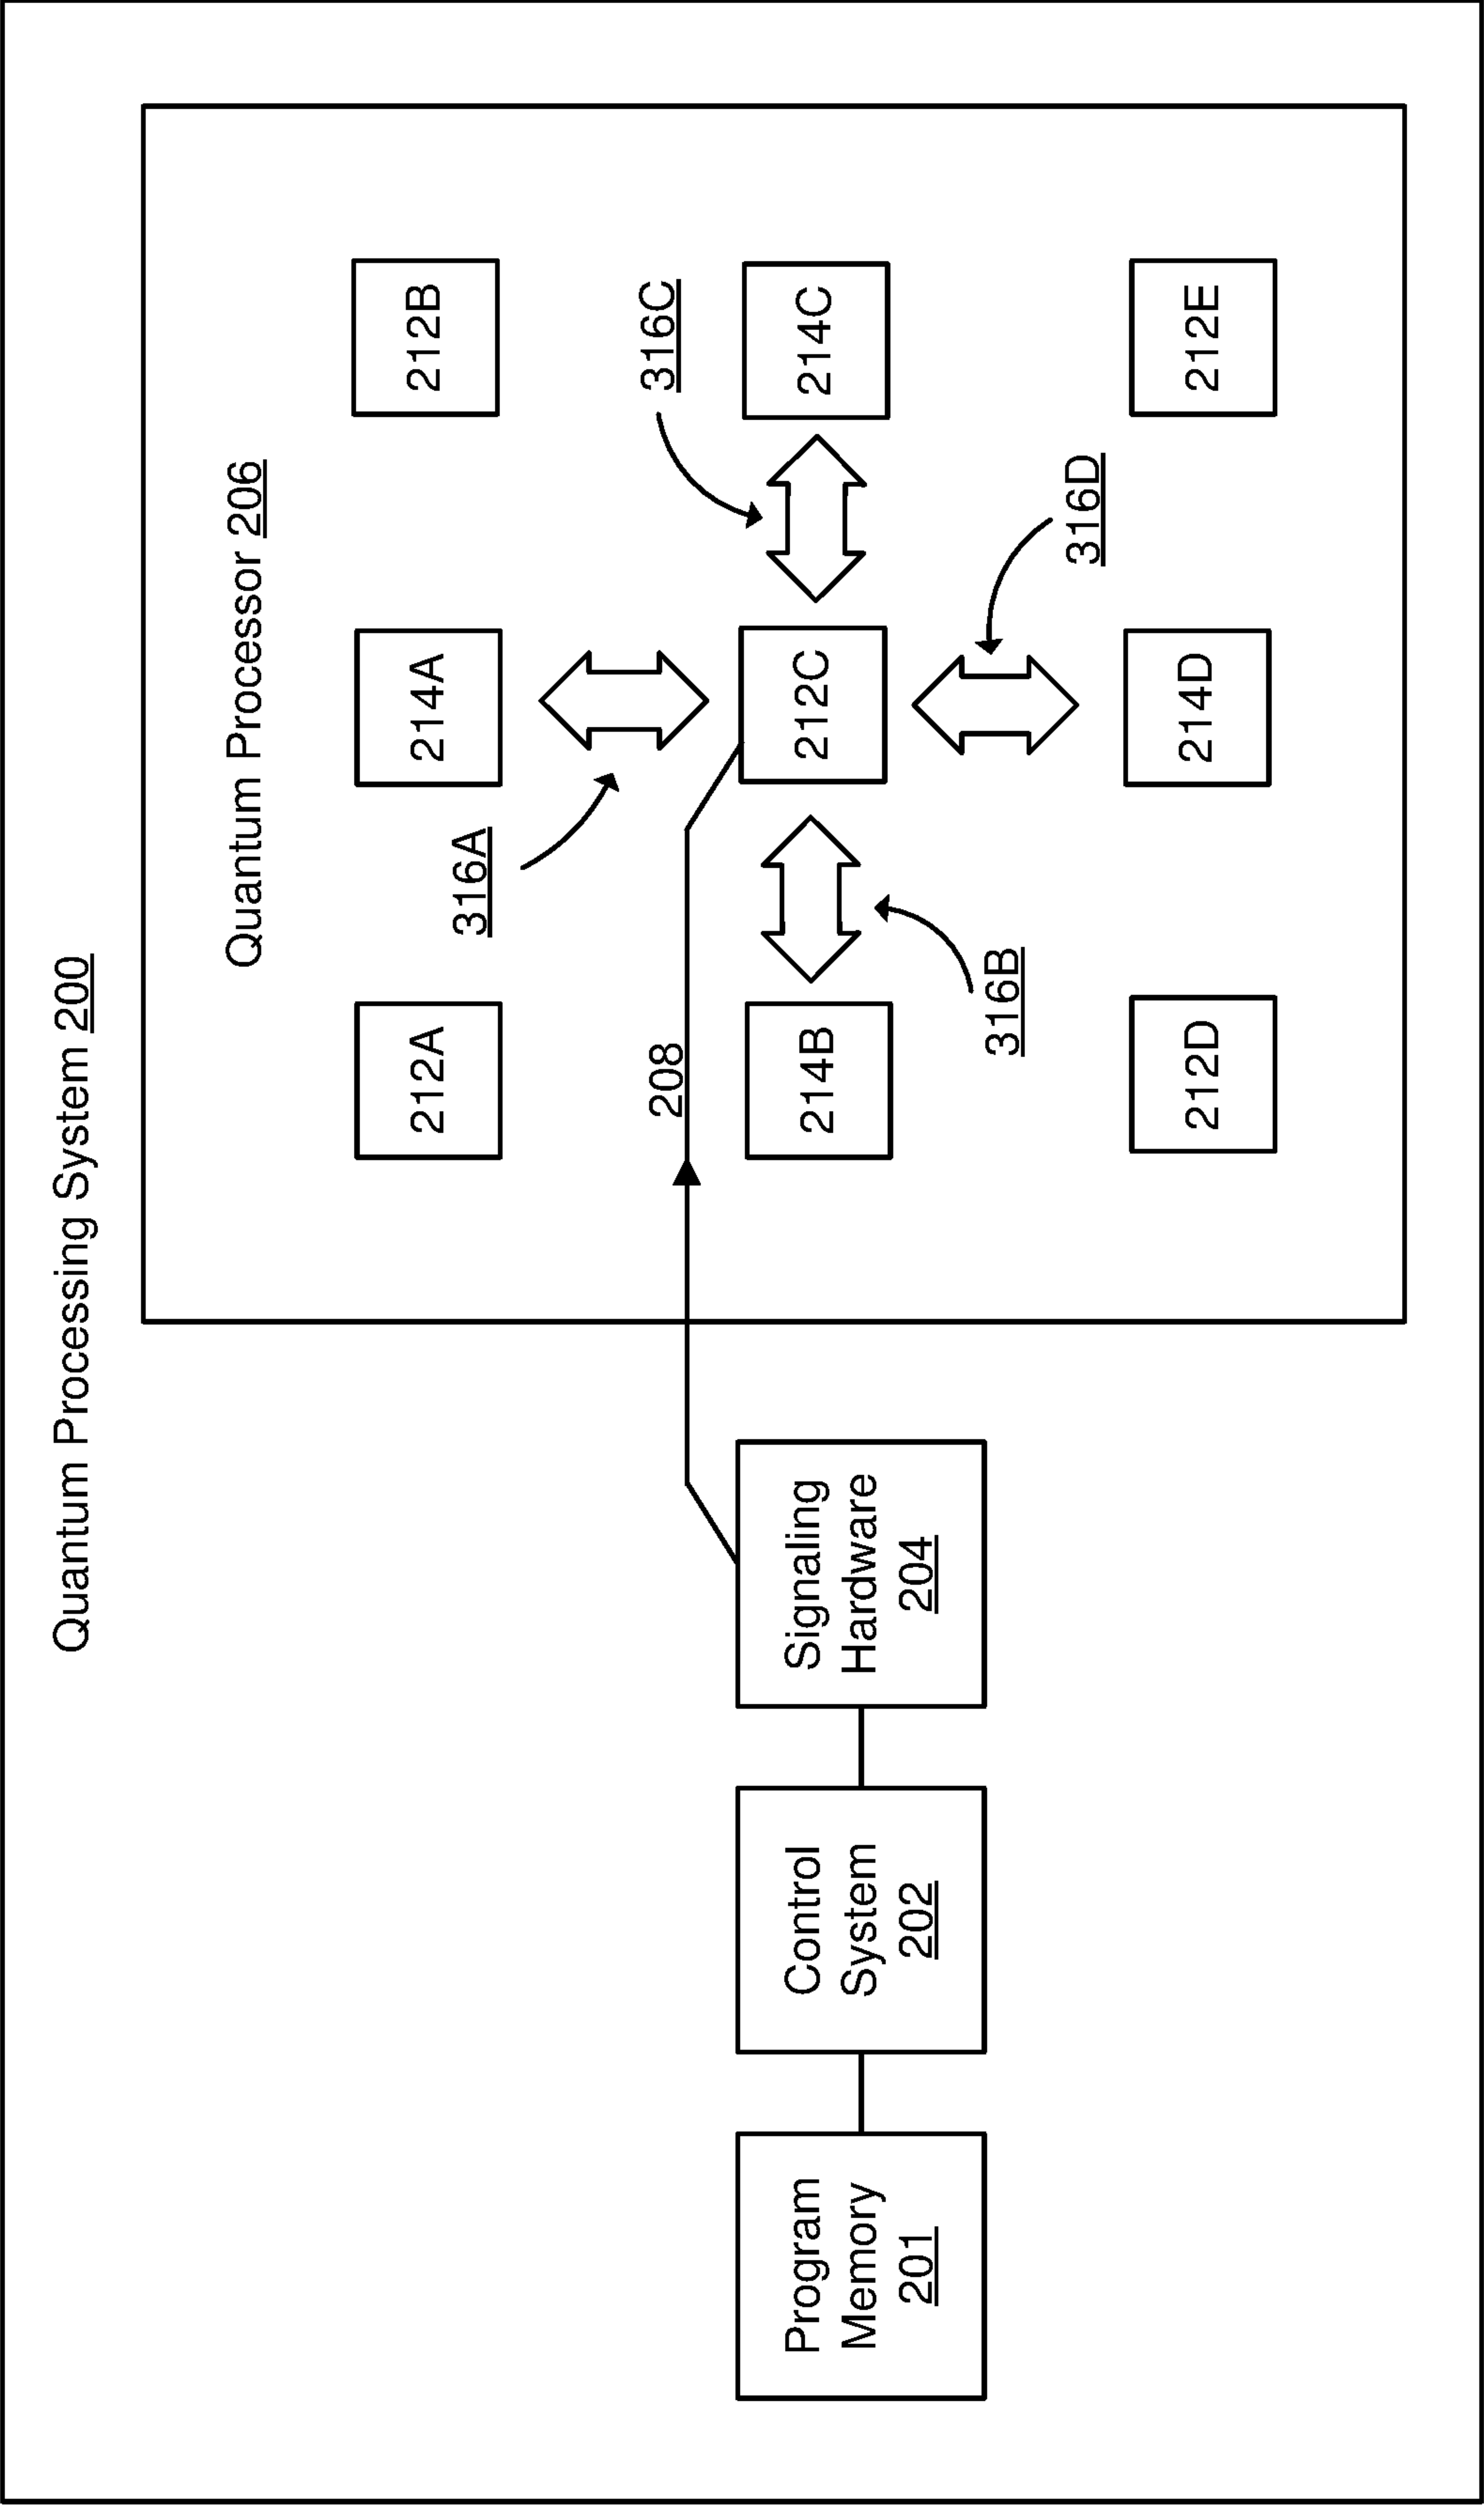 Quantum Processing System 200
Quantum Processor 206
212A
214A
212B
316A
316C
208
214B
212C
214C
316B
316D
212D
214D
212E
Program
Memory
201
Control
System
202
Signaling
Hardware
204